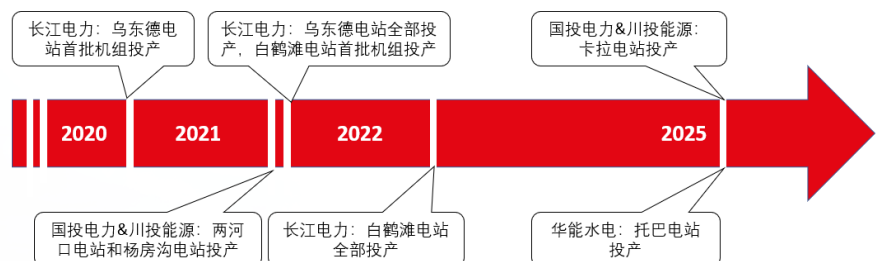 长江电力：乌东德电
站首批机组投产
长江电力：乌东德电站全部投
产，白鹤滩电站首批机组投产
国投电力&川投能源：
卡拉电站投产
2020
2021
2022
2025
国投电力&川投能源：两河
口电站和杨房沟电站投产
长江电力：白鹤滩电站
全部投产
华能水电：托巴电站
投产